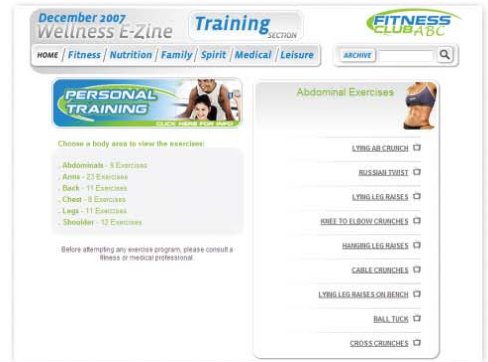 December 2007
Wellness E-Zine
Training
SECTION
FITNESS
CLUB ABC
HOME / Fitness / Nutrition / Family / Spirit / Medical / Leisure
ARCHIVE
PERSONAL
TRAINING
CLICK HERE FOR INFO
Choose a body area to view the exercises:
. Abdominals - 9 Exercises
. Arms - 23 Exercises
. Back - 11 Exercises
. Chest - 8 Exercises
. Legs - 11 Exercises
. Shoulder - 12 Exercises
Before attempting any exercise program, please consult a
fitness or medical professional.
Abdominal Exercises
LYING AB CRUNCH
RUSSIAN TWIST
LYING LEG RAISES
KNEE TO ELBOW CRUNCHES
HANGING LEG RAISES
CABLE CRUNCHES
LYING LEG RAISES ON BENCH
BALL TUCK
CROSS CRUNCHES